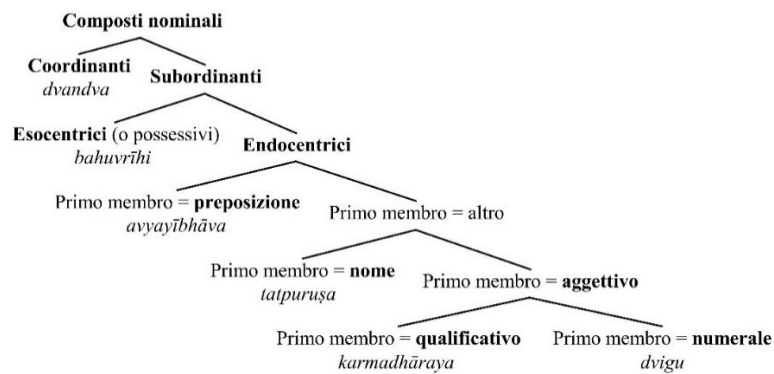 Composti nominali
Coordinanti
dvandva
Subordinanti
Esocentrici (o possessivi)
bahuvrīhi
Endocentrici
Primo membro = preposizione
avyayībhāva
Primo membro = altro
Primo membro = nome
tatpuruṣa
Primo membro = aggettivo
Primo membro = qualificativo
karmadhāraya
Primo membro = numerale
dvigu